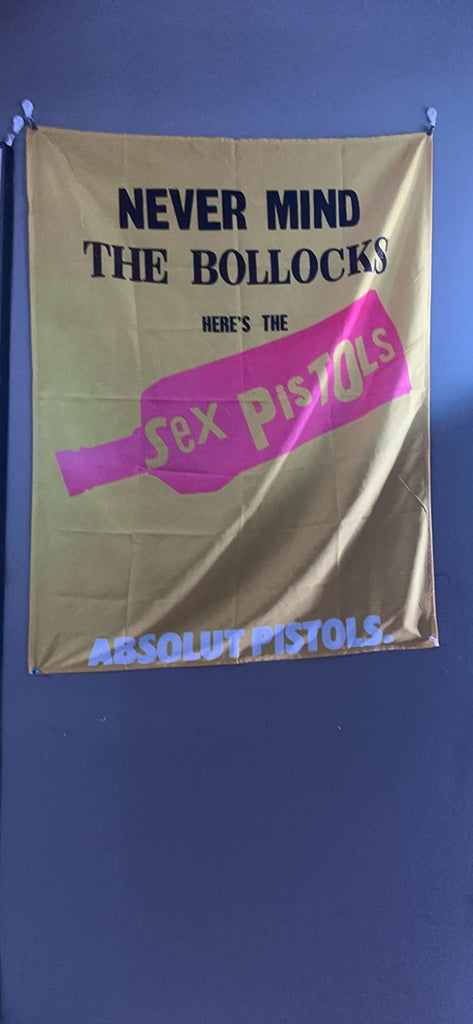 NEVER MIND
THE BOLLOCKS
HERE'S THE
SeX PiSTOLS
ABSOLUT PISTOLS.